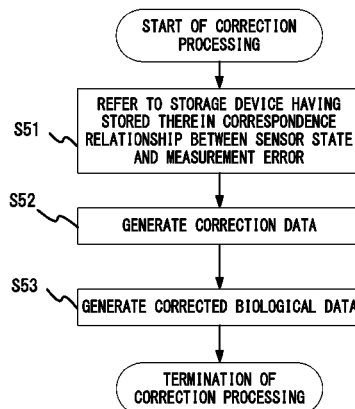 START OF CORRECTION
PROCESSING
S51
REFER TO STORAGE DEVICE HAVING
STORED THEREIN CORRESPONDENCE
RELATIONSHIP BETWEEN SENSOR STATE
AND MEASUREMENT ERROR
S52
GENERATE CORRECTION DATA
S53
GENERATE CORRECTED BIOLOGICAL DATA
TERMINATION OF
CORRECTION PROCESSING